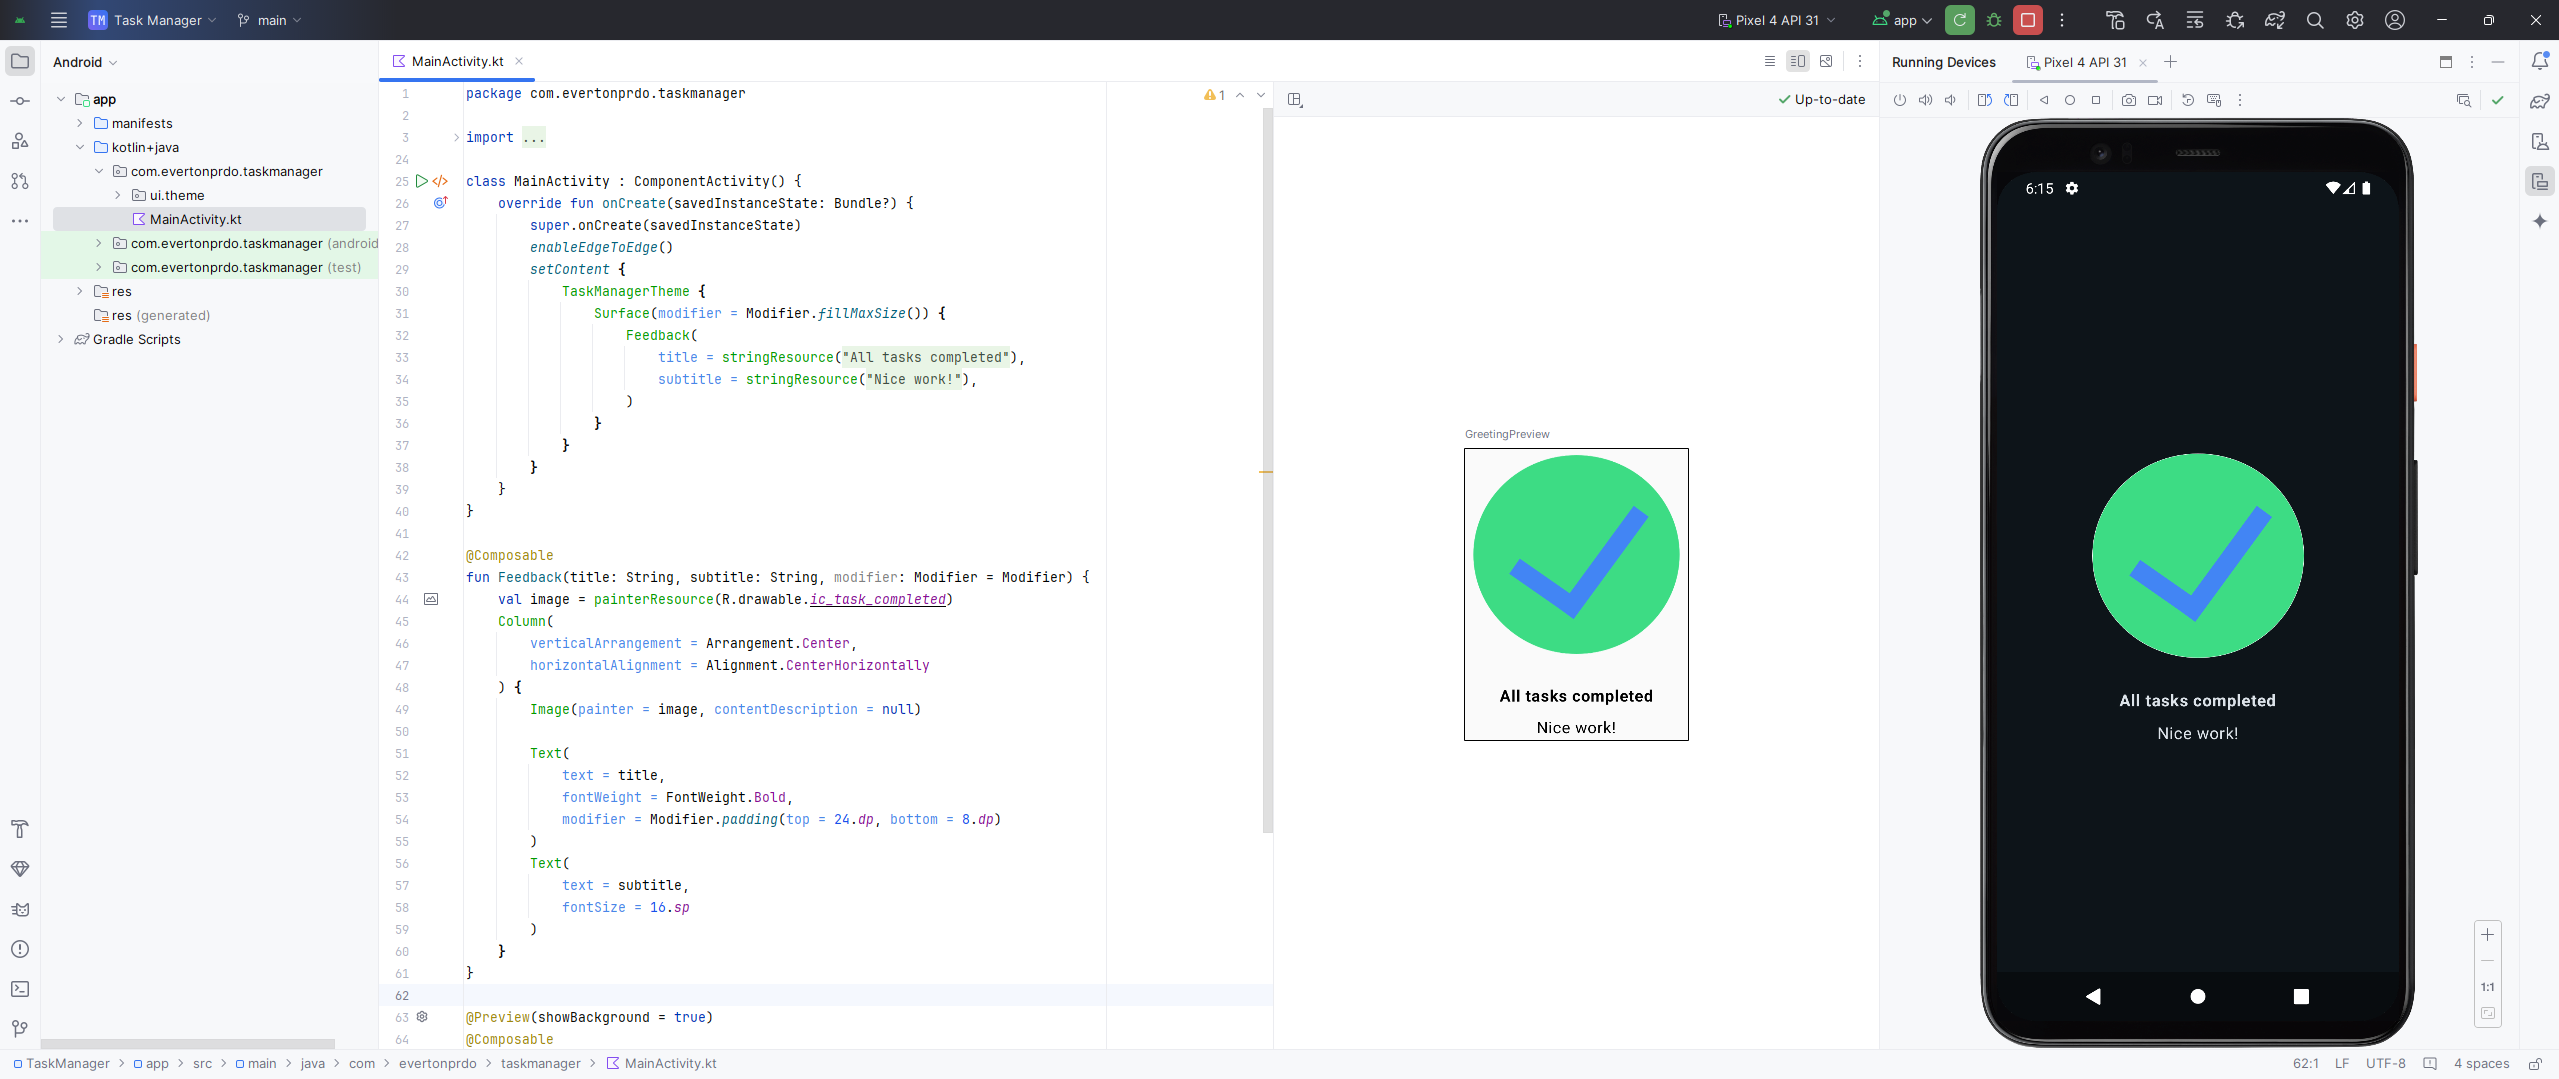 TM Task Manager main
Pixel 4 API 31 app
Android
app
manifests
kotlin+java
com.evertonprdo.taskmanager
ui.theme
MainActivity.kt
com.evertonprdo.taskmanager (android
com.evertonprdo.taskmanager (test)
res
res (generated)
Gradle Scripts
MainActivity.kt
1 package com.evertonprdo.taskmanager
2
3 import ...
24
25 class MainActivity : ComponentActivity() {
26 override fun onCreate(savedInstanceState: Bundle?) {
27 super.onCreate(savedInstanceState)
28 enableEdgeToEdge()
29 setContent {
30 TaskManagerTheme {
31 Surface(modifier = Modifier.fillMaxSize()) {
32 Feedback(
33 title = stringResource("All tasks completed"),
34 subtitle = stringResource("Nice work!"),
35 )
36 }
37 }
38 }
39 }
40 }
41
42 @Composable
43 fun Feedback(title: String, subtitle: String, modifier: Modifier = Modifier) {
44 val image = painterResource(R.drawable.ic_task_completed)
45 Column(
46 verticalArrangement = Arrangement.Center,
47 horizontalAlignment = Alignment.CenterHorizontally
48 ) {
49 Image(painter = image, contentDescription = null)
50
51 Text(
52 text = title,
53 fontWeight = FontWeight.Bold,
54 modifier = Modifier.padding(top = 24.dp, bottom = 8.dp)
55 )
56 Text(
57 text = subtitle,
58 fontSize = 16.sp
59 )
60 }
61 }
62
63 @Preview(showBackground = true)
64 @Composable
1
Up-to-date
GreetingPreview
All tasks completed
Nice work!
Running Devices Pixel 4 API 31
6:15
All tasks completed
Nice work!
1:1
TaskManager > app > src > main > java > com > evertonprdo > taskmanager > MainActivity.kt
62:1 LF UTF-8 4 spaces